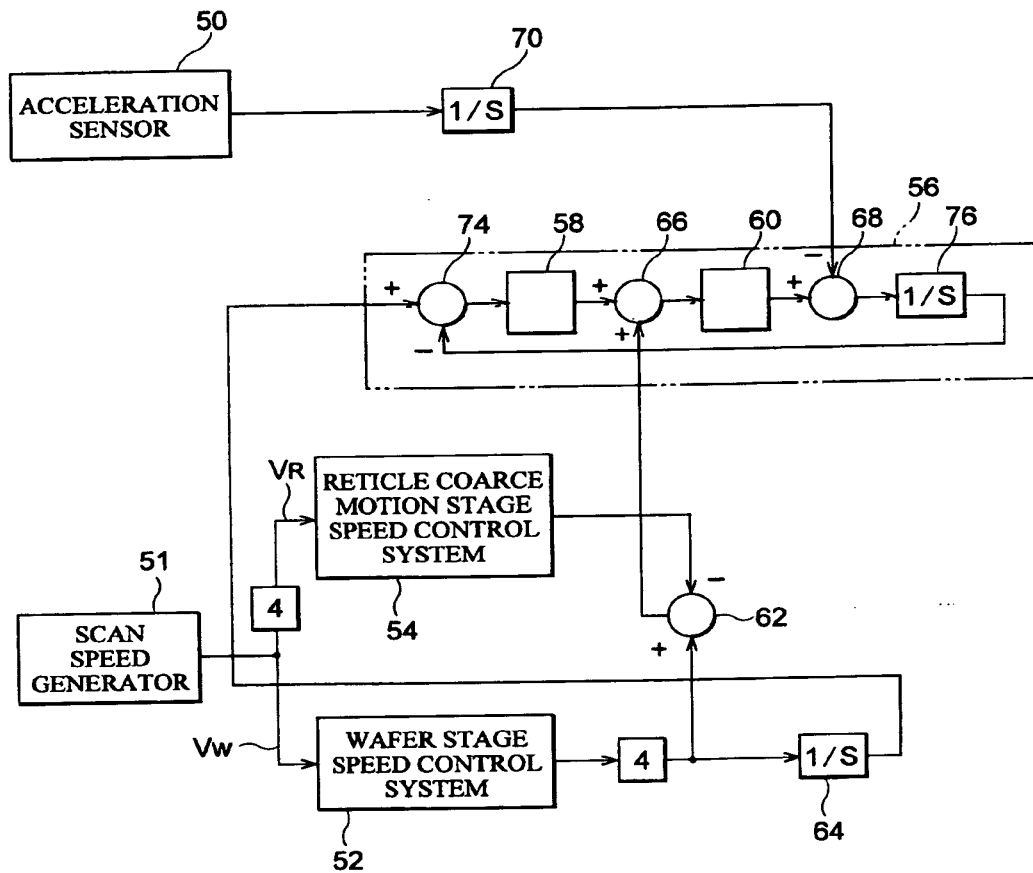 50
70
ACCELERATION
SENSOR
1/S
56
74
58
66
60
68
76
−
+
+
+
1/S
−
+
VR
RETICLE COARCE
MOTION STAGE
SPEED CONTROL
SYSTEM
51
4
−
54
62
SCAN
SPEED
GENERATOR
+
VW
WAFER STAGE
SPEED CONTROL
SYSTEM
4
1/S
52
64